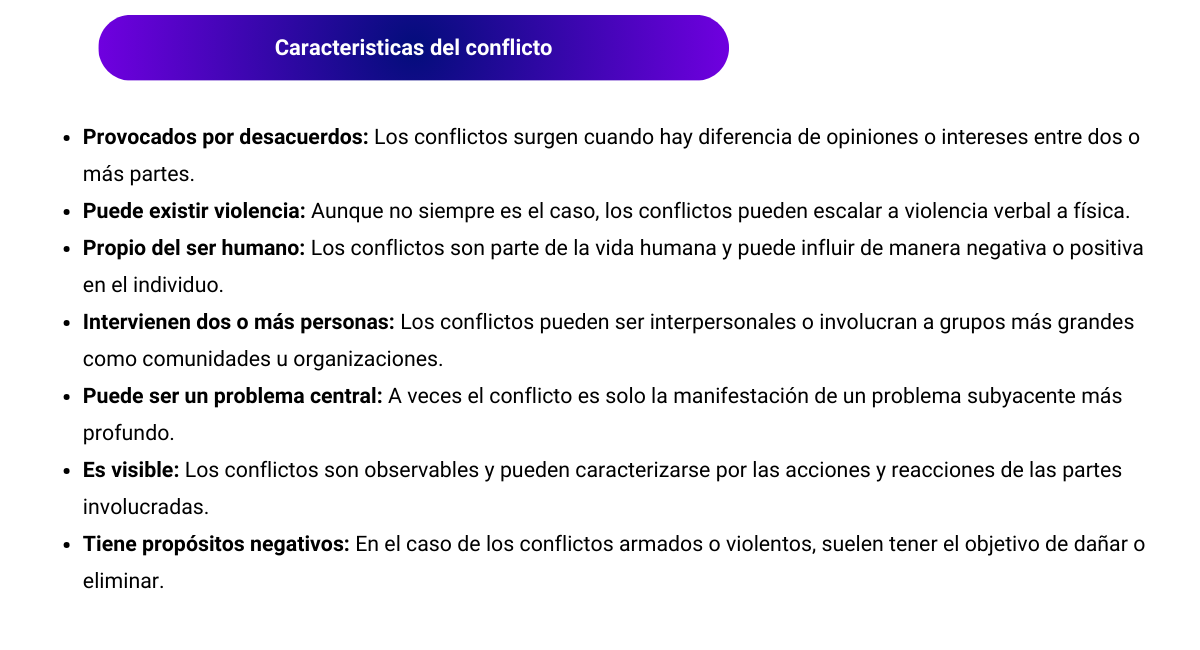 Caracteristicas del conflicto
• Provocados por desacuerdos: Los conflictos surgen cuando hay diferencia de opiniones o intereses entre dos o
más partes.
• Puede existir violencia: Aunque no siempre es el caso, los conflictos pueden escalar a violencia verbal a física.
• Propio del ser humano: Los conflictos son parte de la vida humana y puede influir de manera negativa o positiva
en el individuo.
• Intervienen dos o más personas: Los conflictos pueden ser interpersonales o involucran a grupos más grandes
como comunidades u organizaciones.
• Puede ser un problema central: A veces el conflicto es solo la manifestación de un problema subyacente más
profundo.
• Es visible: Los conflictos son observables y pueden caracterizarse por las acciones y reacciones de las partes
involucradas.
• Tiene propósitos negativos: En el caso de los conflictos armados o violentos, suelen tener el objetivo de dañar o
eliminar.